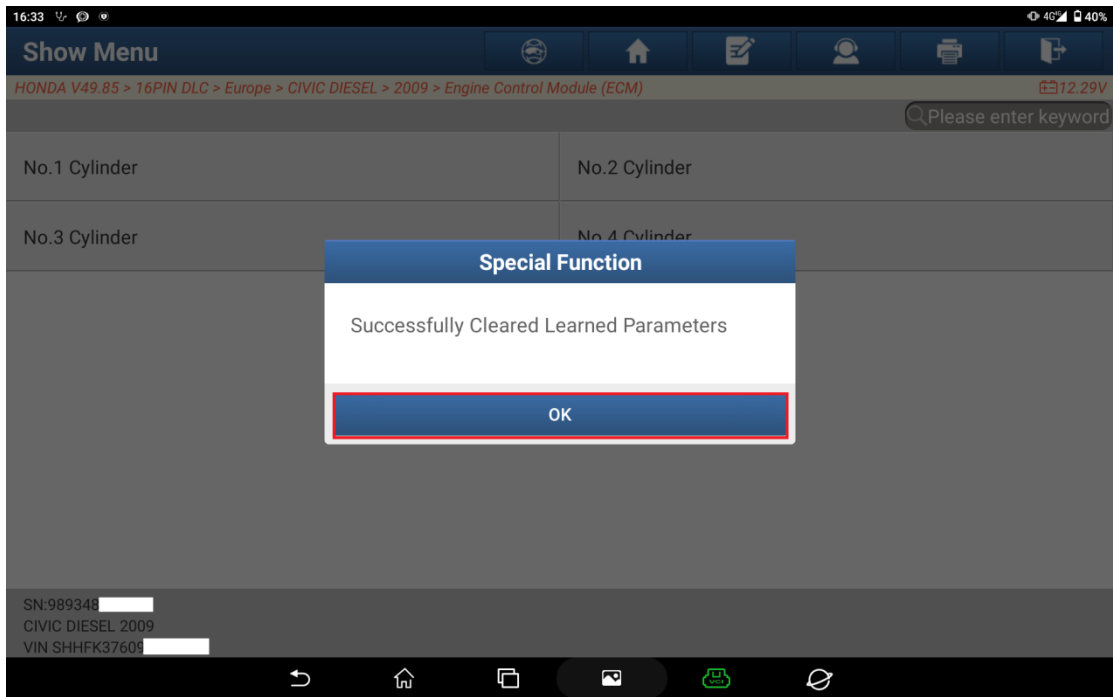 16:33 4G 40%
Show Menu
HONDA V49.85 > 16PIN DLC > Europe > CIVIC DIESEL > 2009 > Engine Control Module (ECM) 12.29V
Please enter keyword
No.1 Cylinder No.2 Cylinder
No.3 Cylinder No.4 Cylinder
Special Function
Successfully Cleared Learned Parameters
OK
SN:989348
CIVIC DIESEL 2009
VIN SHHFK37609
VCI